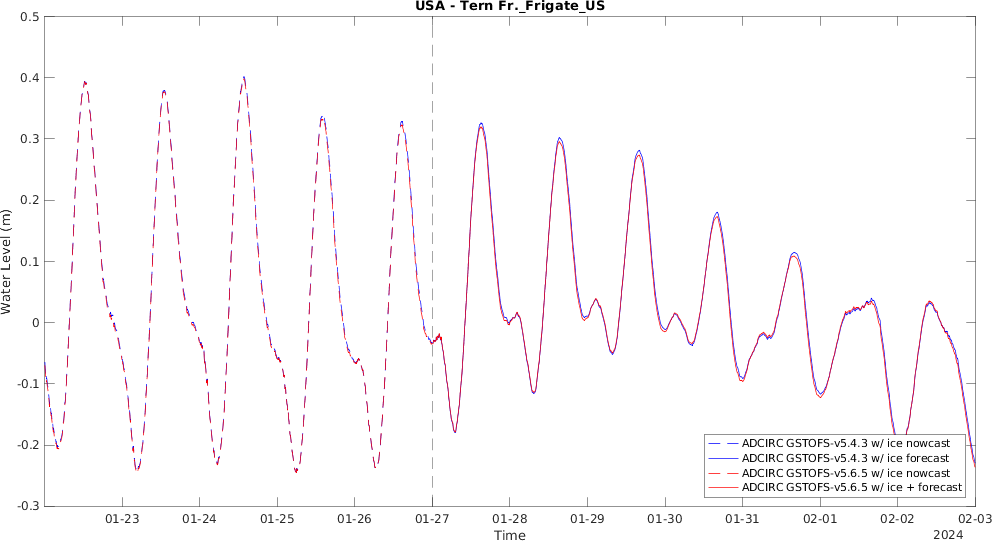 USA - Tern Fr._Frigate_US
0.5
0.4
0.3
0.2
0.1
0
-0.1
-0.2
-0.3
Water Level (m)
01-23 01-24 01-25 01-26 01-27 01-28 01-29 01-30 01-31 02-01 02-02 02-03
Time
2024
ADCIRC GSTOFS-v5.4.3 w/ ice nowcast
ADCIRC GSTOFS-v5.4.3 w/ ice forecast
ADCIRC GSTOFS-v5.6.5 w/ ice nowcast
ADCIRC GSTOFS-v5.6.5 w/ ice + forecast